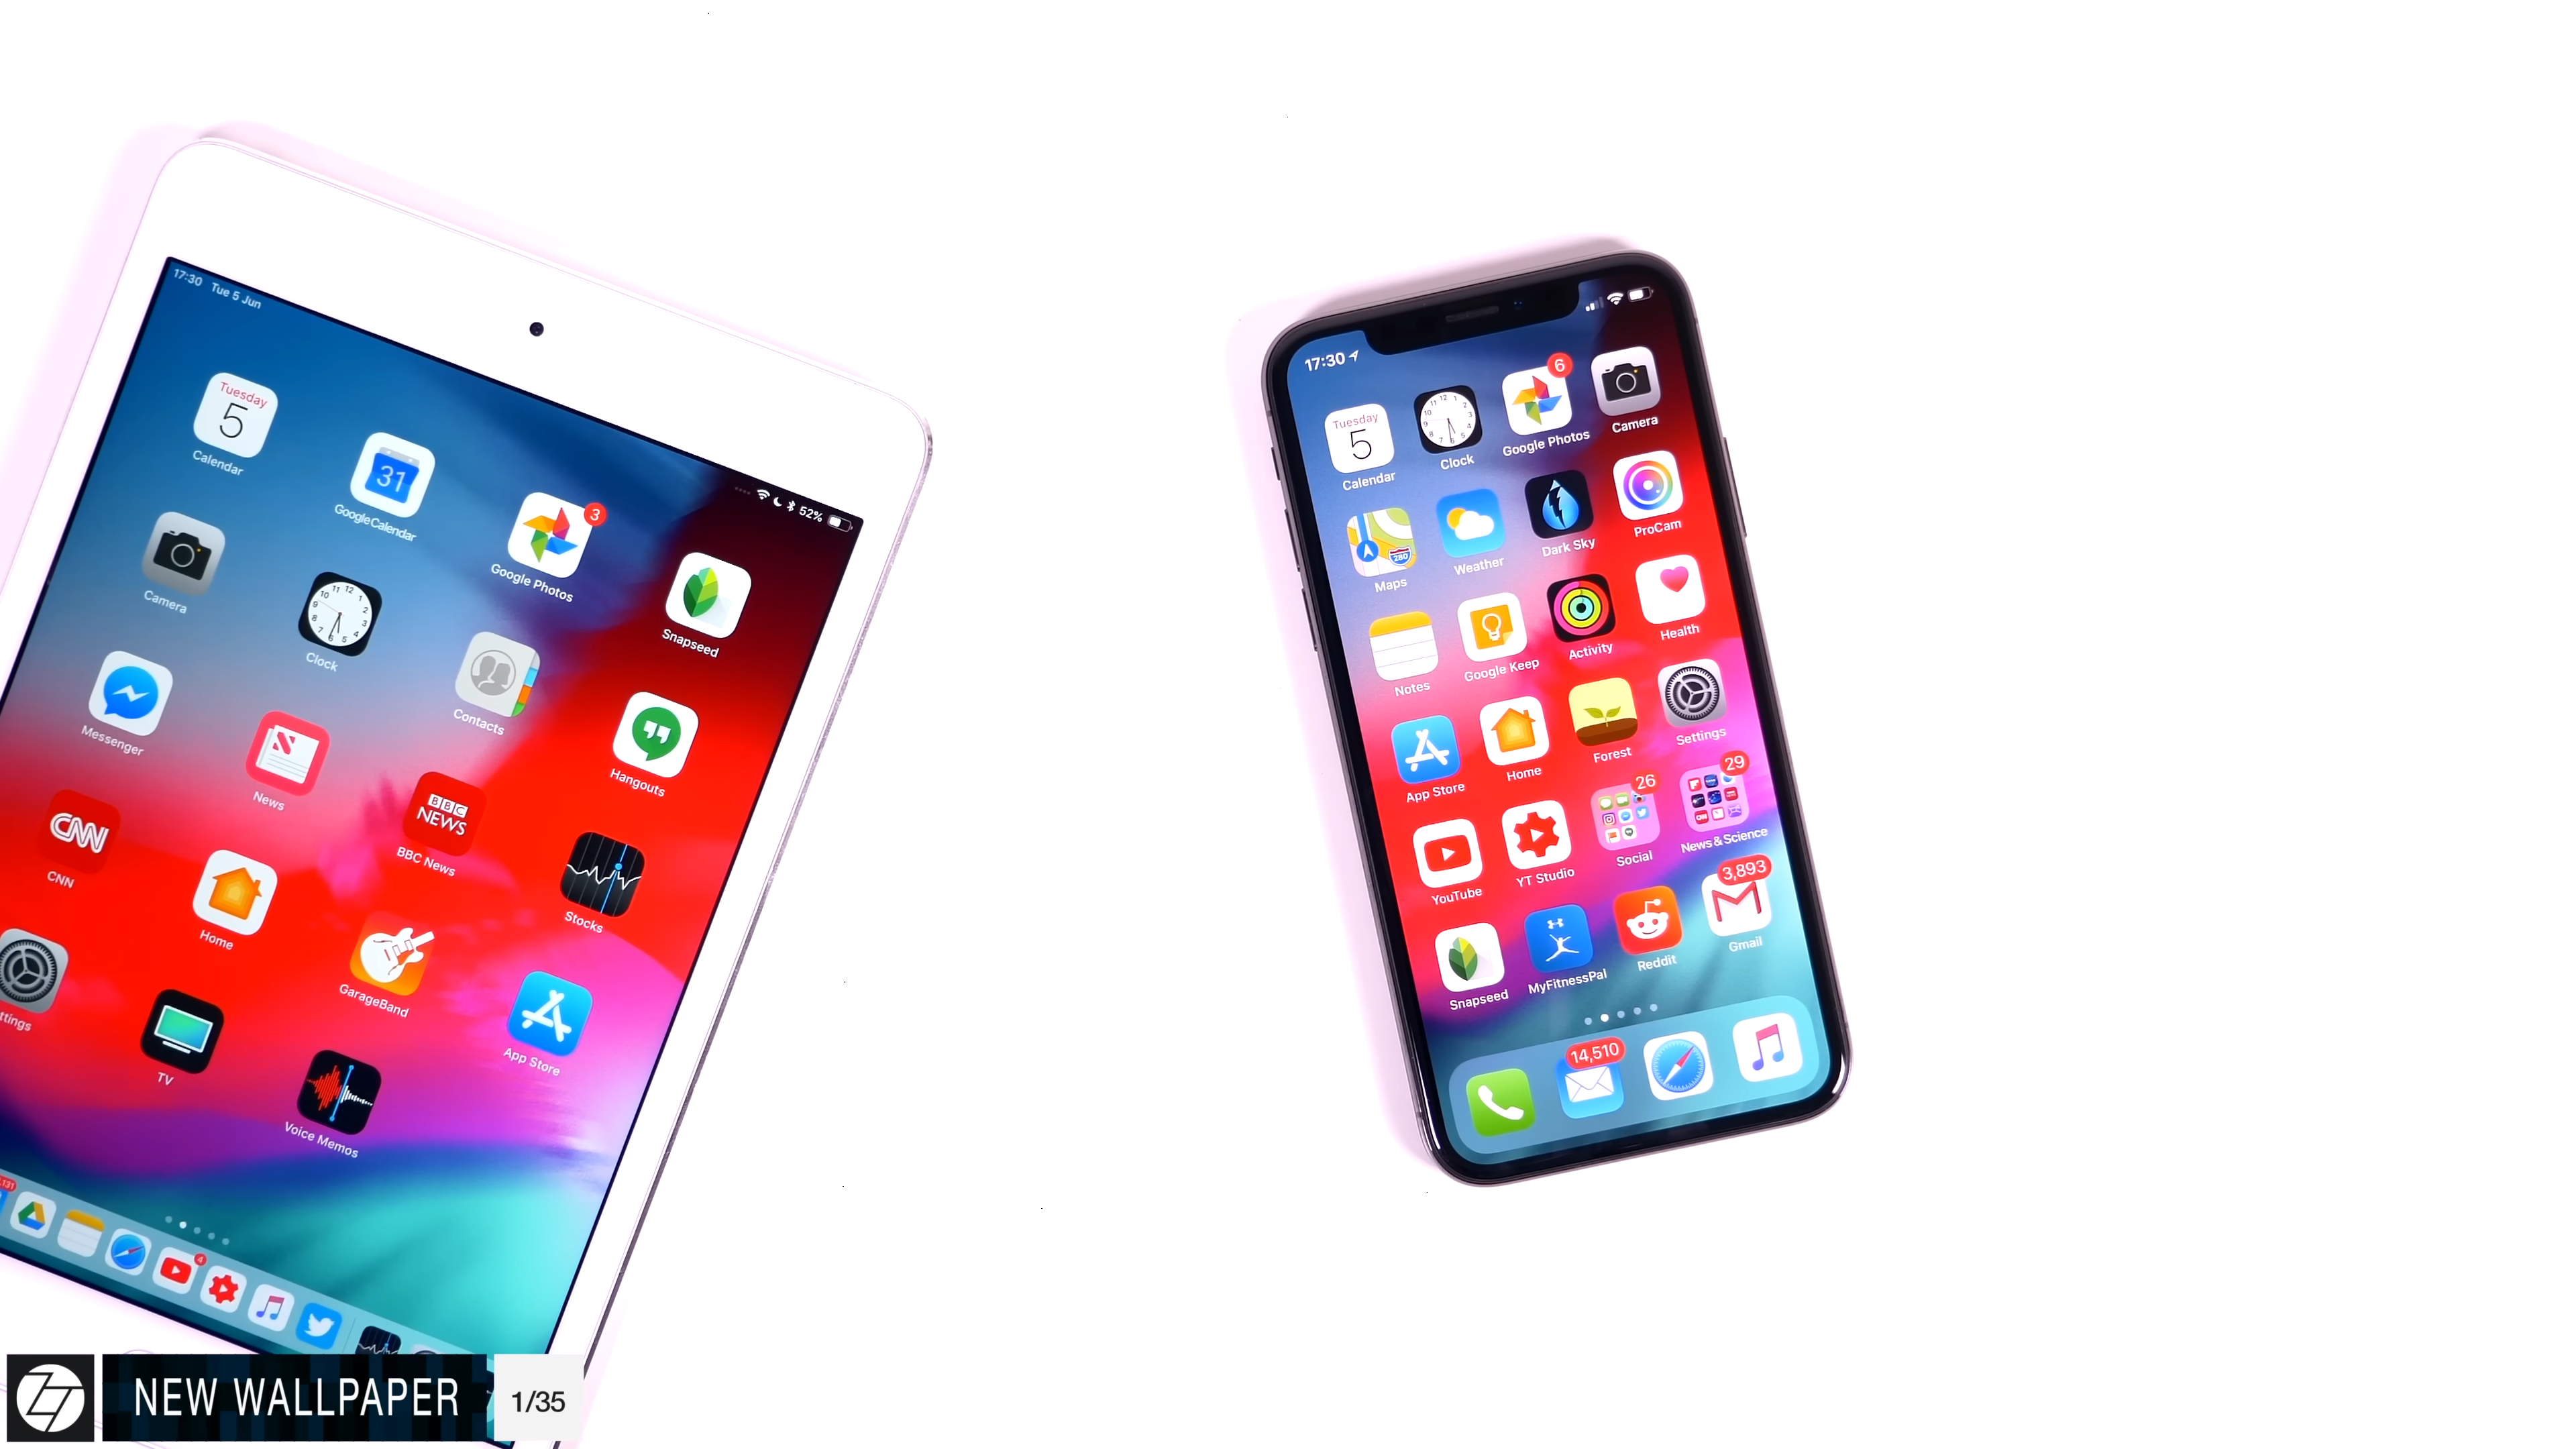 17:30 Tue 5 Jun
52%
Tuesday
5
Calendar
31
Google Calendar
3
Google Photos
Snapseed
Camera
Clock
Contacts
Hangouts
Messenger
News
BBC
NEWS
BBC News
Stocks
CNN
CNN
Home
GarageBand
App Store
ttings
TV
Voice Memos
4
17:30
Tuesday
5
Calendar
Clock
6
Google Photos
Camera
280
Maps
Weather
Dark Sky
ProCam
Notes
Google Keep
Activity
Health
App Store
Home
Forest
Settings
YouTube
YT Studio
26
Social
29
News & Science
Snapseed
MyFitnessPal
Reddit
3,893
Gmail
14,510
NEW WALLPAPER
1/35